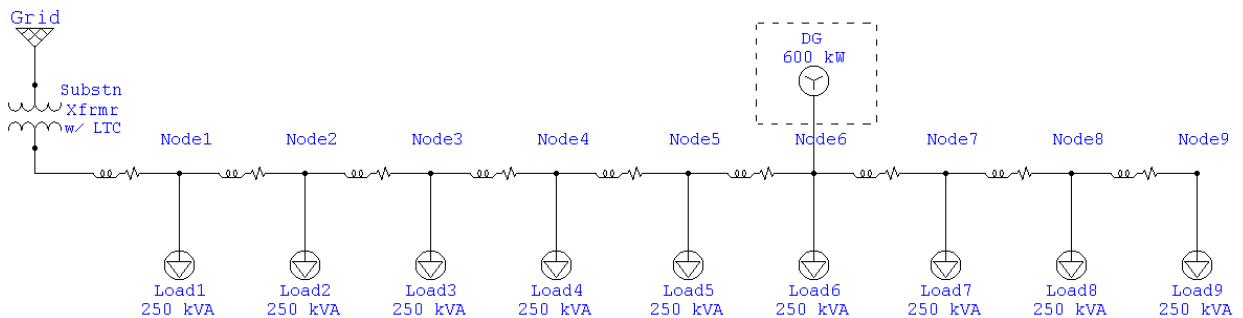 Grid
DG
600 kW
Substn
Xfrmr
w/ LTC
Node1
Node2
Node3
Node4
Node5
Node6
Node7
Node8
Node9
Load1
250 kVA
Load2
250 kVA
Load3
250 kVA
Load4
250 kVA
Load5
250 kVA
Load6
250 kVA
Load7
250 kVA
Load8
250 kVA
Load9
250 kVA